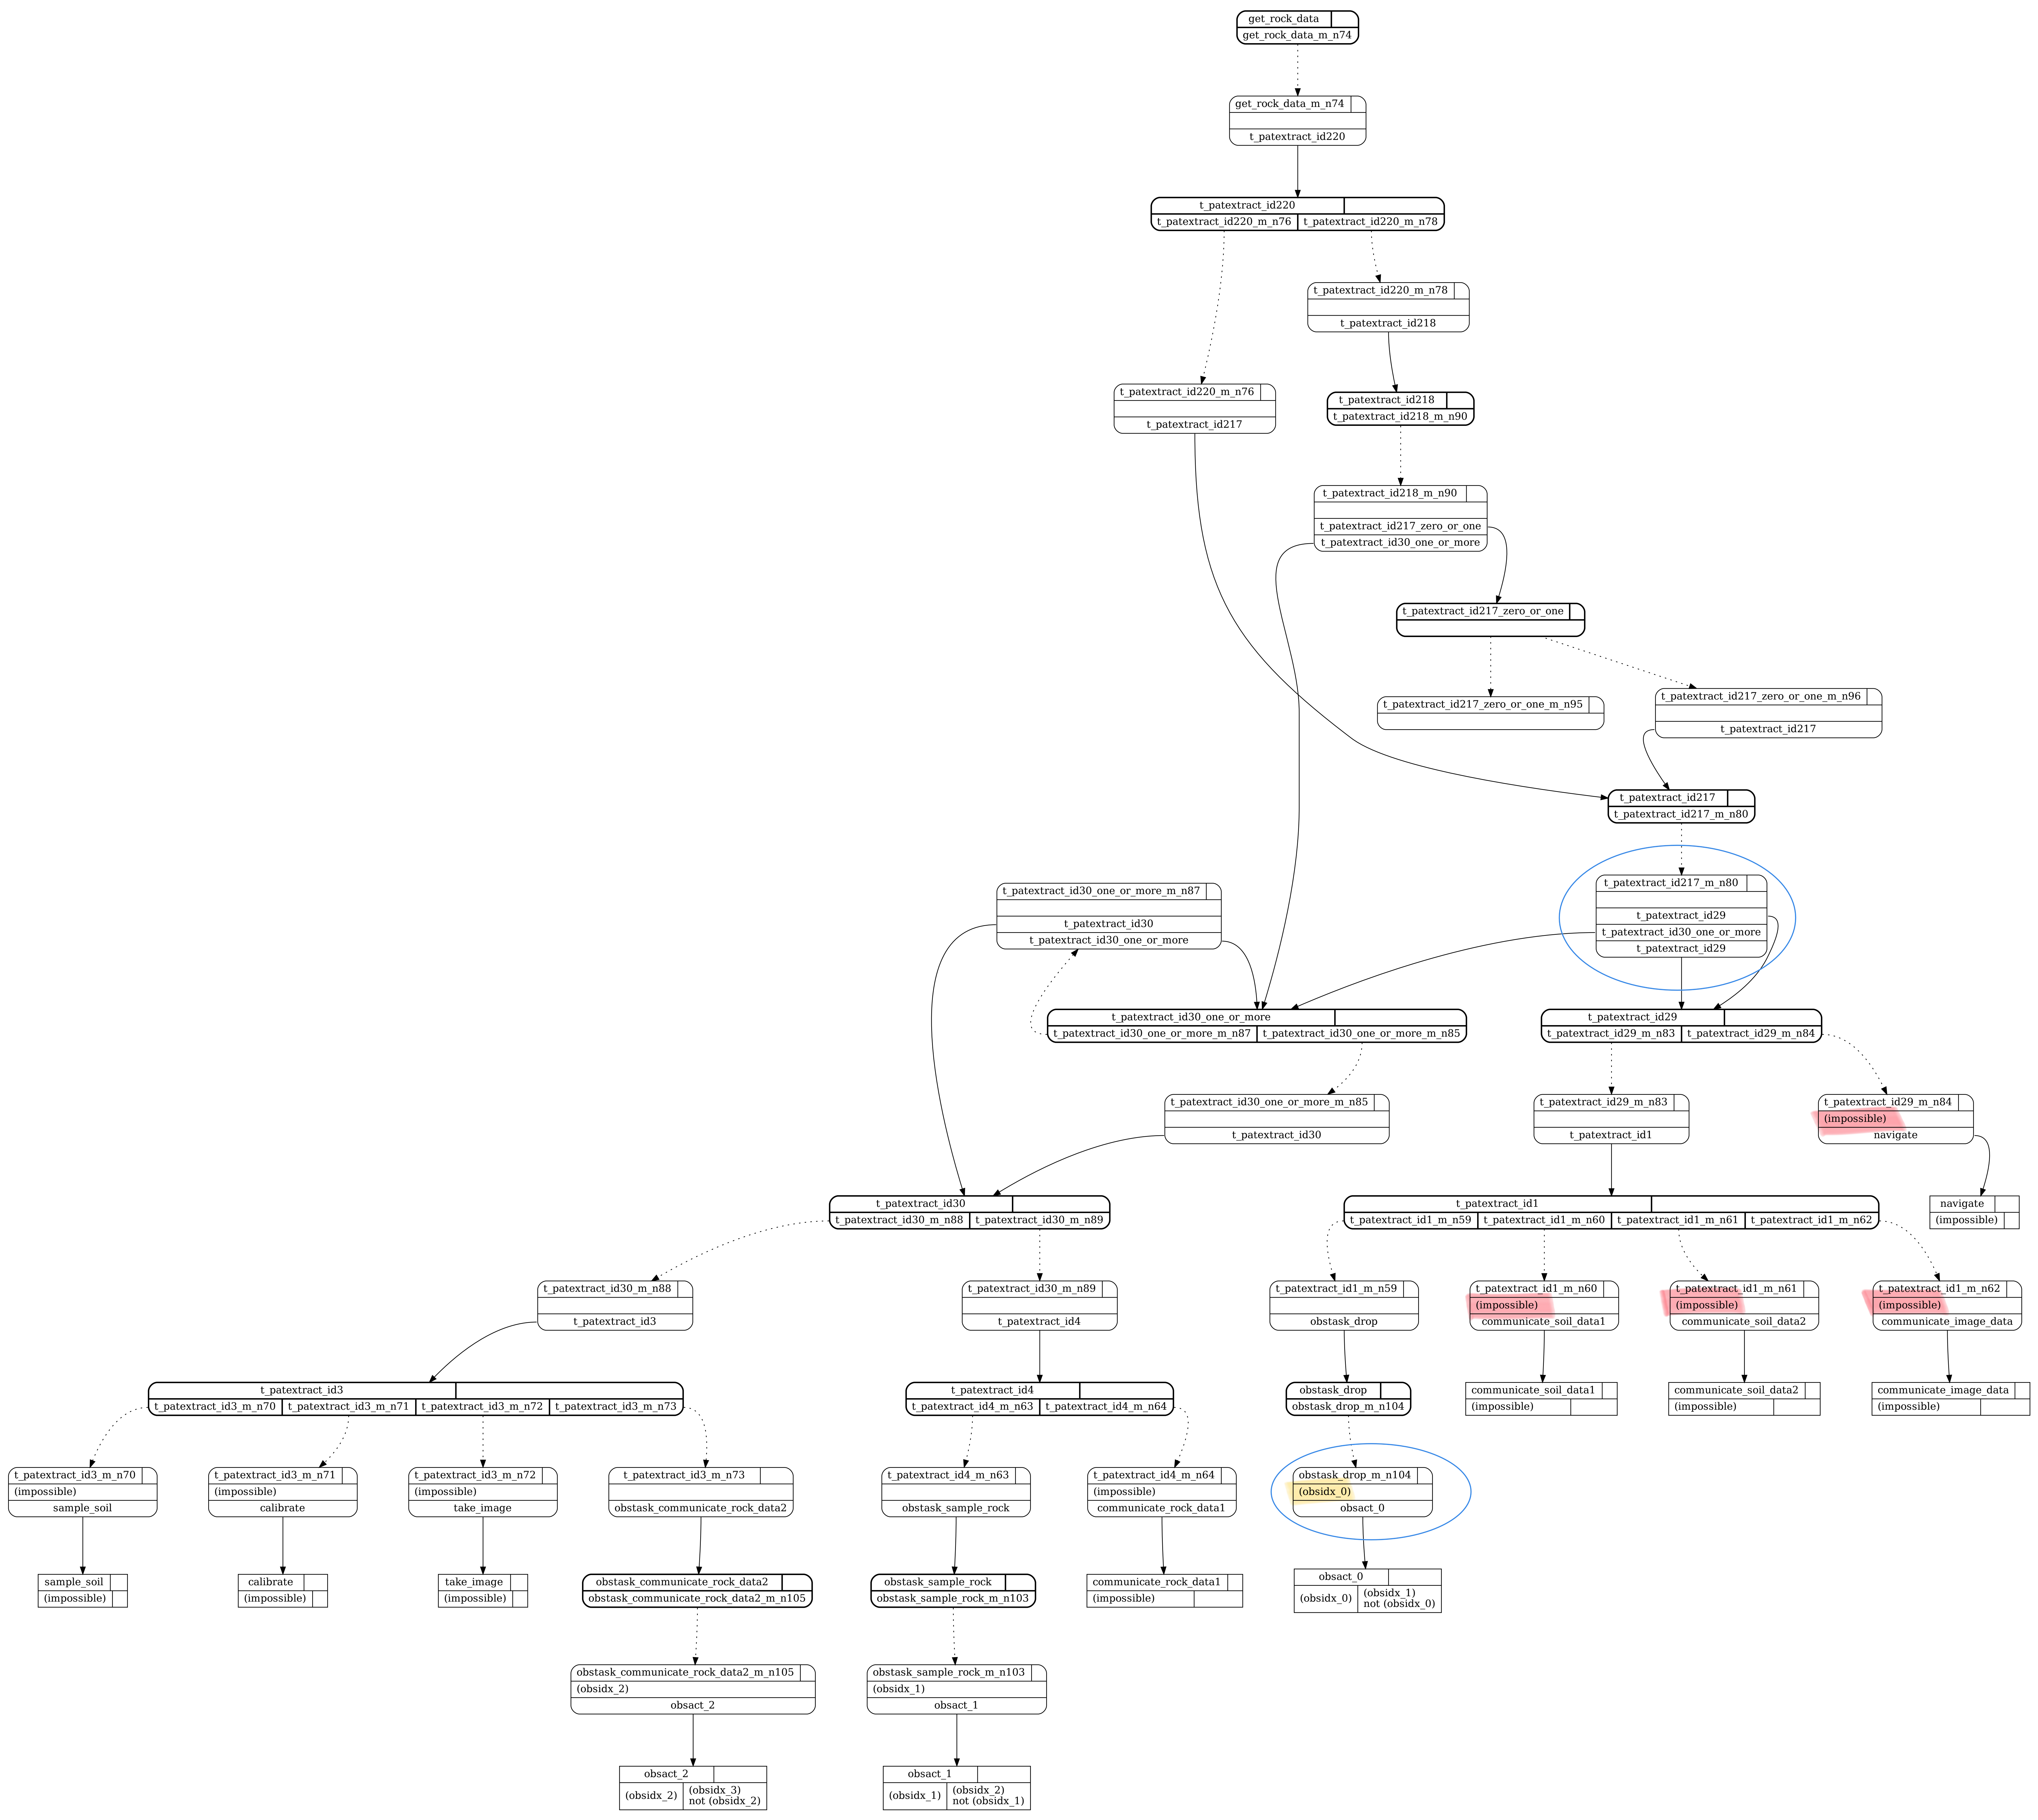 get_rock_data
get_rock_data_m_n74
get_rock_data_m_n74
t_patextract_id220
t_patextract_id220
t_patextract_id220_m_n76 t_patextract_id220_m_n78
t_patextract_id220_m_n78
t_patextract_id218
t_patextract_id220_m_n76
t_patextract_id217
t_patextract_id218
t_patextract_id218_m_n90
t_patextract_id218_m_n90
t_patextract_id217_zero_or_one
t_patextract_id30_one_or_more
t_patextract_id217_zero_or_one
t_patextract_id217_zero_or_one_m_n95
t_patextract_id217_zero_or_one_m_n96
t_patextract_id217
t_patextract_id217
t_patextract_id217_m_n80
t_patextract_id30_one_or_more_m_n87
t_patextract_id30
t_patextract_id30_one_or_more
t_patextract_id217_m_n80
t_patextract_id29
t_patextract_id30_one_or_more
t_patextract_id29
t_patextract_id30_one_or_more
t_patextract_id30_one_or_more_m_n87 t_patextract_id30_one_or_more_m_n85
t_patextract_id29
t_patextract_id29_m_n83 t_patextract_id29_m_n84
t_patextract_id30_one_or_more_m_n85
t_patextract_id30
t_patextract_id29_m_n83
t_patextract_id1
t_patextract_id29_m_n84
(impossible)
navigate
t_patextract_id30
t_patextract_id30_m_n88 t_patextract_id30_m_n89
t_patextract_id1
t_patextract_id1_m_n59 t_patextract_id1_m_n60 t_patextract_id1_m_n61 t_patextract_id1_m_n62
navigate
(impossible)
t_patextract_id30_m_n88
t_patextract_id3
t_patextract_id30_m_n89
t_patextract_id4
t_patextract_id1_m_n59
obstask_drop
t_patextract_id1_m_n60
(impossible)
communicate_soil_data1
t_patextract_id1_m_n61
(impossible)
communicate_soil_data2
t_patextract_id1_m_n62
(impossible)
communicate_image_data
t_patextract_id3
t_patextract_id3_m_n70 t_patextract_id3_m_n71 t_patextract_id3_m_n72 t_patextract_id3_m_n73
t_patextract_id4
t_patextract_id4_m_n63 t_patextract_id4_m_n64
obstask_drop
obstask_drop_m_n104
communicate_soil_data1
(impossible)
communicate_soil_data2
(impossible)
communicate_image_data
(impossible)
t_patextract_id3_m_n70
(impossible)
sample_soil
t_patextract_id3_m_n71
(impossible)
calibrate
t_patextract_id3_m_n72
(impossible)
take_image
t_patextract_id3_m_n73
obstask_communicate_rock_data2
t_patextract_id4_m_n63
obstask_sample_rock
t_patextract_id4_m_n64
(impossible)
communicate_rock_data1
obstask_drop_m_n104
(obsidx_0)
obsact_0
sample_soil
(impossible)
calibrate
(impossible)
take_image
(impossible)
obstask_communicate_rock_data2
obstask_communicate_rock_data2_m_n105
obstask_sample_rock
obstask_sample_rock_m_n103
communicate_rock_data1
(impossible)
obsact_0
(obsidx_0) (obsidx_1)
not (obsidx_0)
obstask_communicate_rock_data2_m_n105
(obsidx_2)
obsact_2
obstask_sample_rock_m_n103
(obsidx_1)
obsact_1
obsact_2
(obsidx_2) (obsidx_3)
not (obsidx_2)
obsact_1
(obsidx_1) (obsidx_2)
not (obsidx_1)